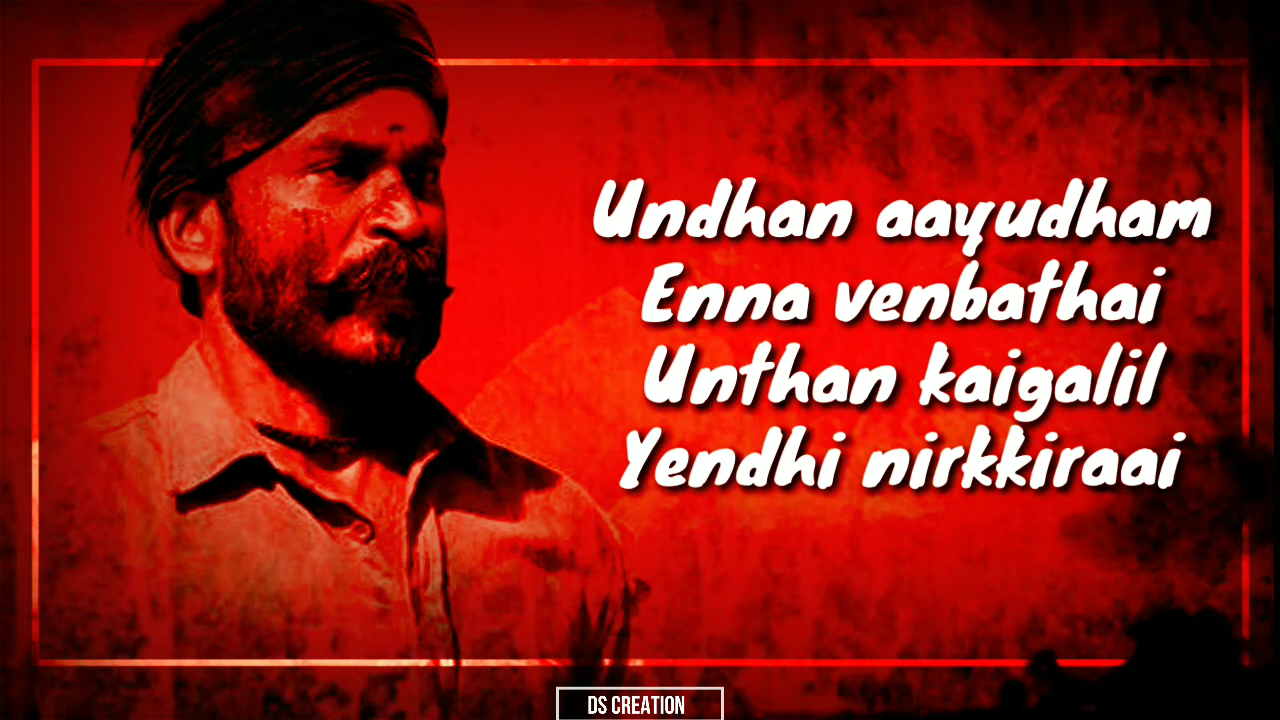 Undhan aayudham
Enna venbathai
Unthan kaigalil
Yendhi nirkkiraai
DS CREATION